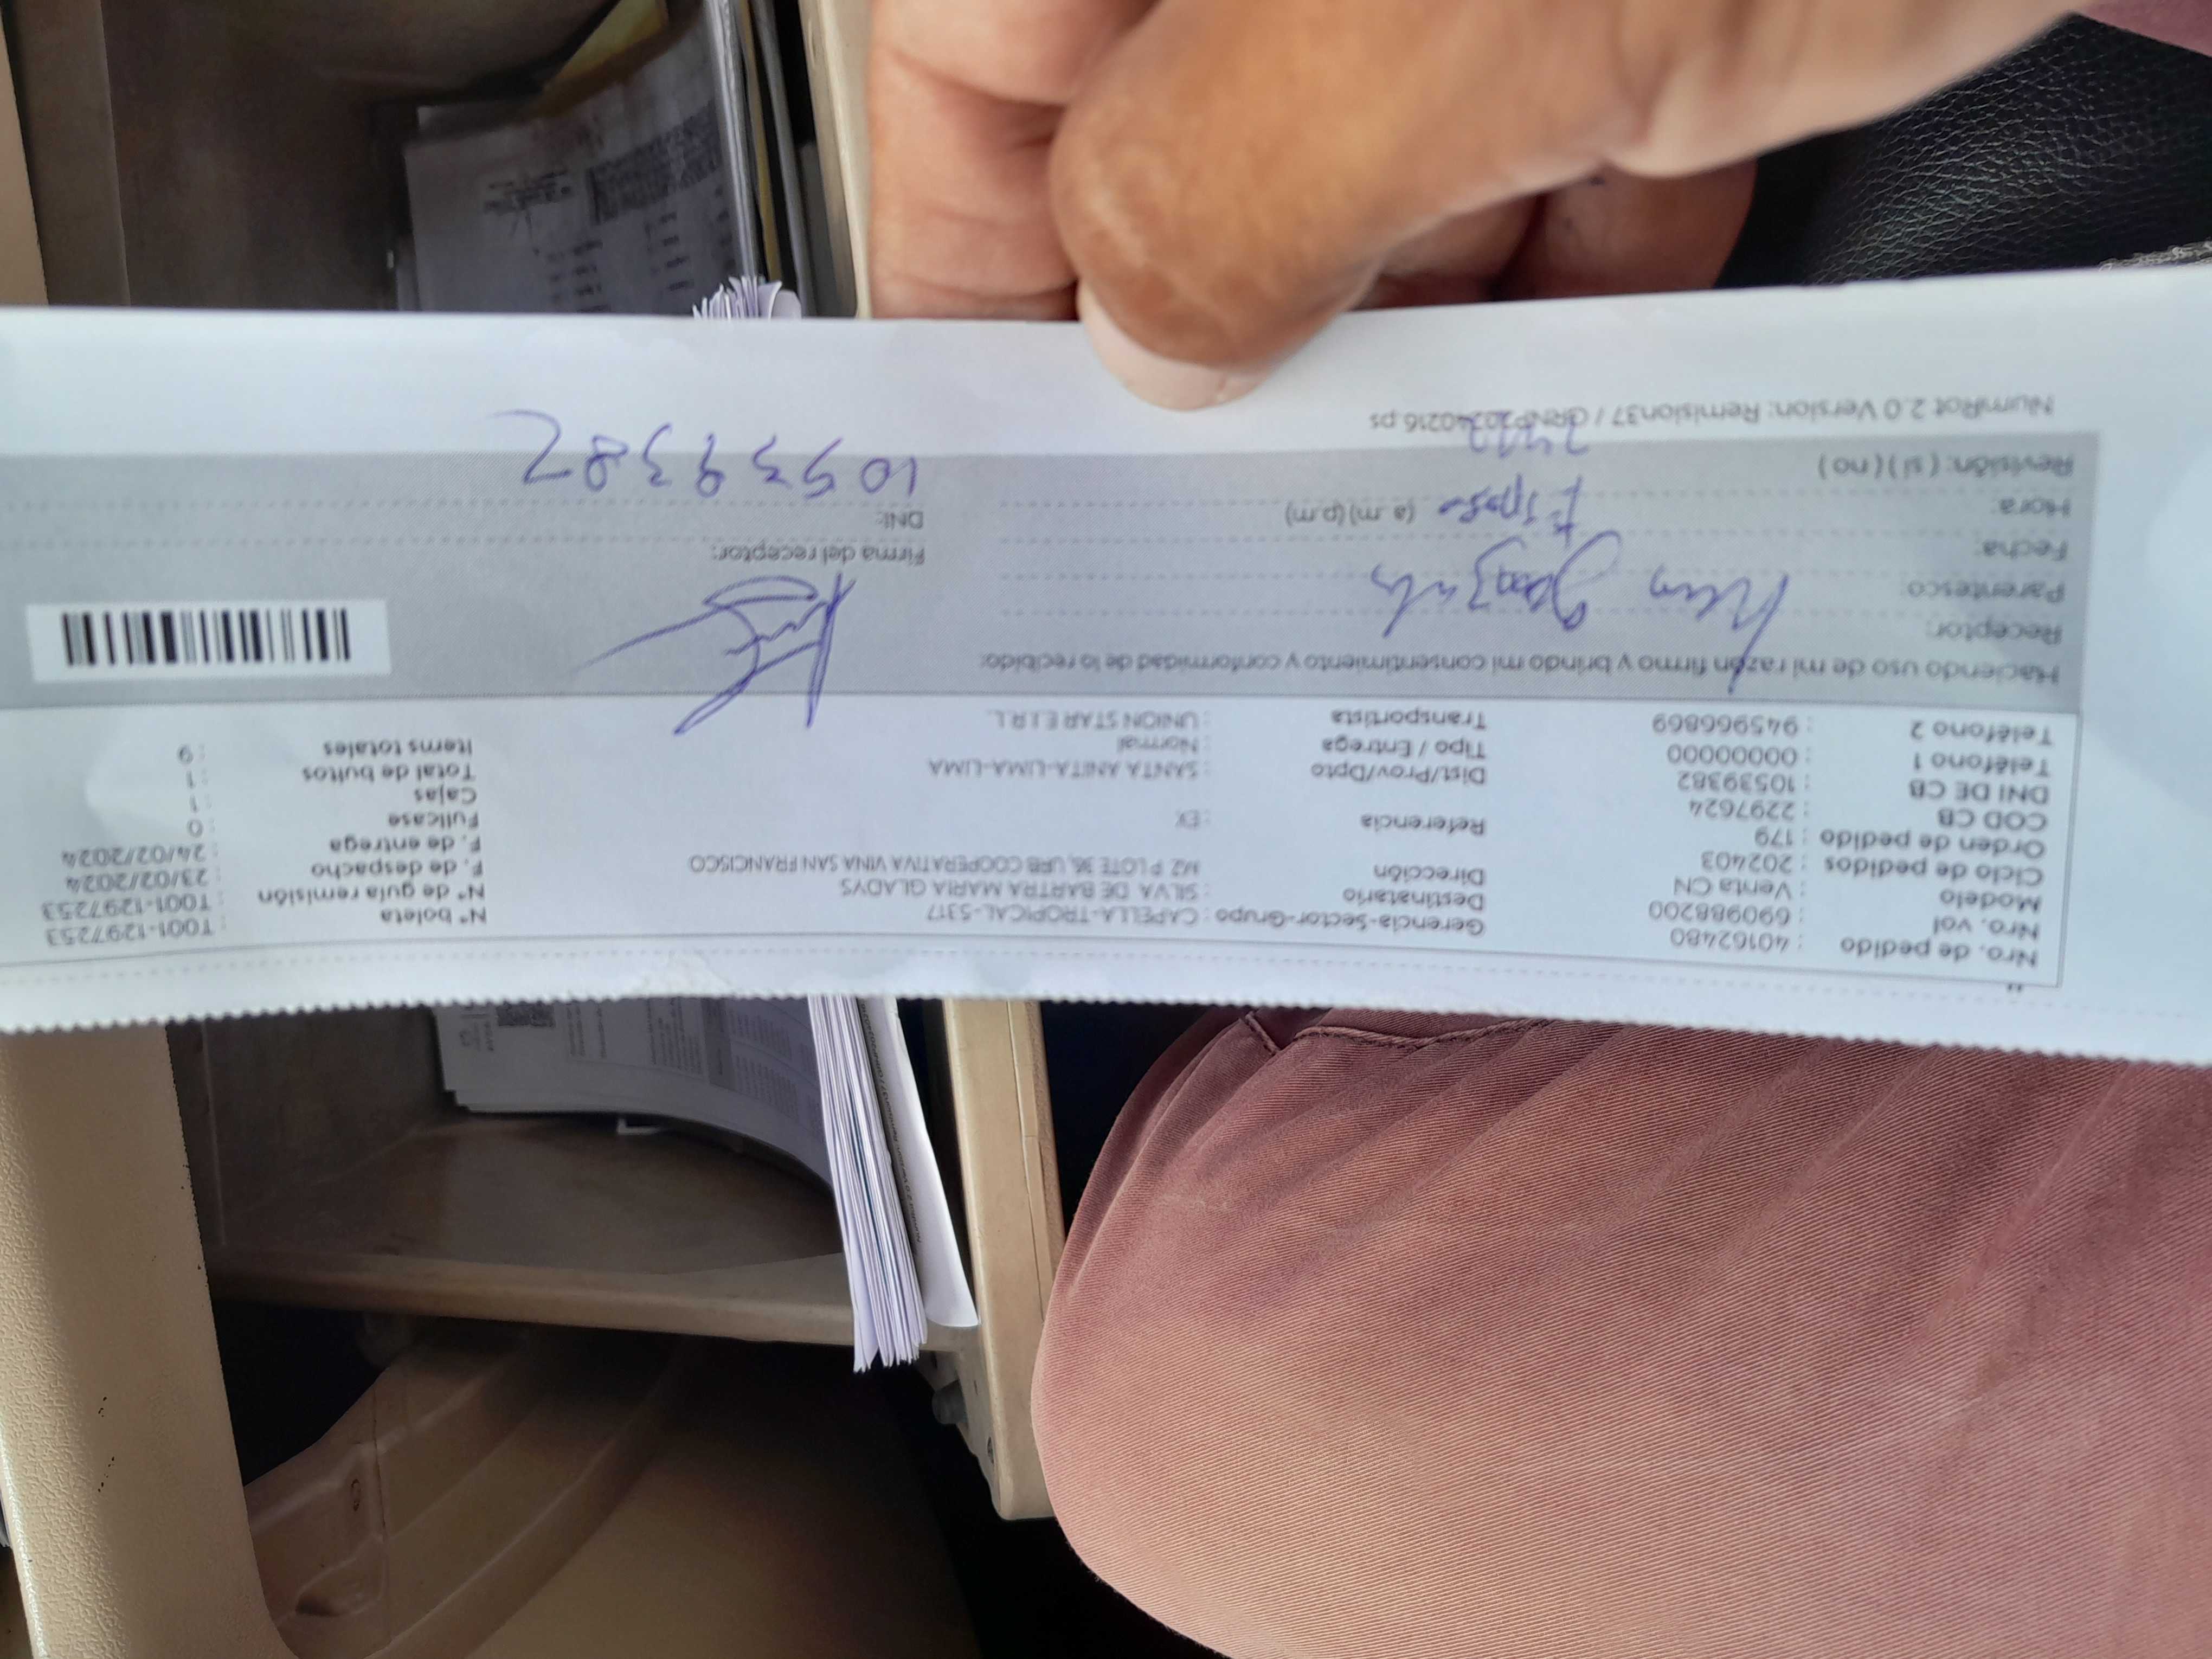 Nro. de pedido : 40162480 Gerencia-Sector-Grupo : CAPELLA-TROPICAL-5317 N° boleta : T001-1297253
Nro. vol : 690988200 Destinatario : SILVA DE BARTRA MARIA GLADYS N° de guía remisión : T001-1297253
Modelo : Venta CN Dirección : MZ P LOTE 36, URB COOPERATIVA VINA SAN FRANCISCO F. de despacho : 23/02/2024
Ciclo de pedidos : 202403 F. de entrega : 24/02/2024
Orden de pedido : 179 Referencia : EX Fullcase : 0
COD CB : 2297624 Cajas : 1
DNI DE CB : 10539382 Dist/Prov/Dpto : SANTA ANITA-LIMA-LIMA Total de bultos : 1
Teléfono 1 : 00000000 Tipo / Entrega : Normal Items totales : 9
Teléfono 2 : 945966869 Transportista : UNION STAR E.I.R.L.
Haciendo uso de mi razón firmo y brindo mi consentimiento y conformidad de lo recibido:
Receptor:
Parentesco:
Fecha: Firma del receptor:
Hora: Esposo (a.m) (p.m) DNI:
Revisión: ( si ) ( no ) 10539382
NumRot 2.0 Version: Remision37 / GRNP20240216.ps